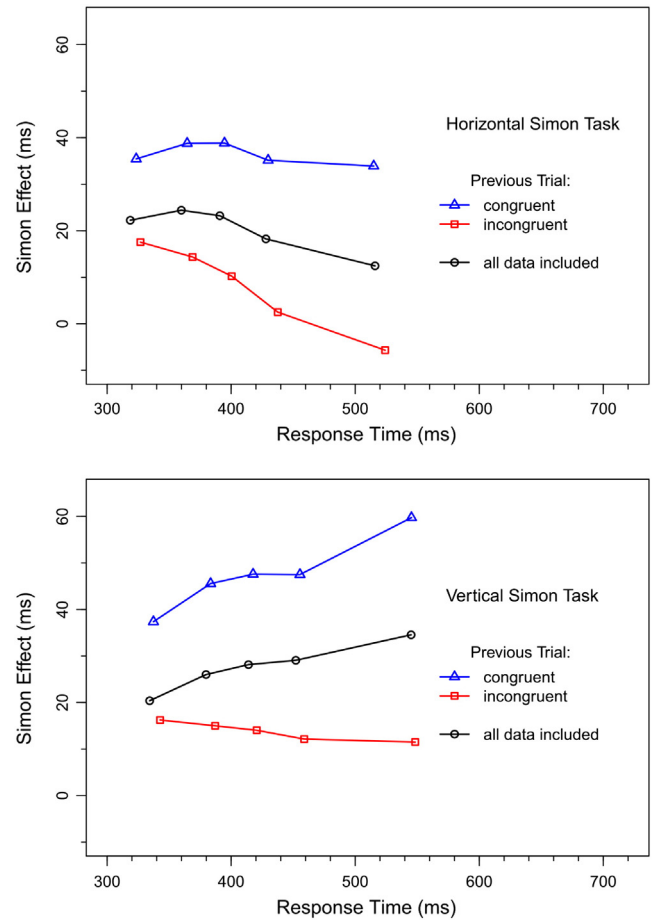 60
40
20
0
Simon Effect (ms)
Horizontal Simon Task
Previous Trial:
congruent
incongruent
all data included
300 400 500 600 700
Response Time (ms)
60
40
20
0
Simon Effect (ms)
Vertical Simon Task
Previous Trial:
congruent
incongruent
all data included
300 400 500 600 700
Response Time (ms)